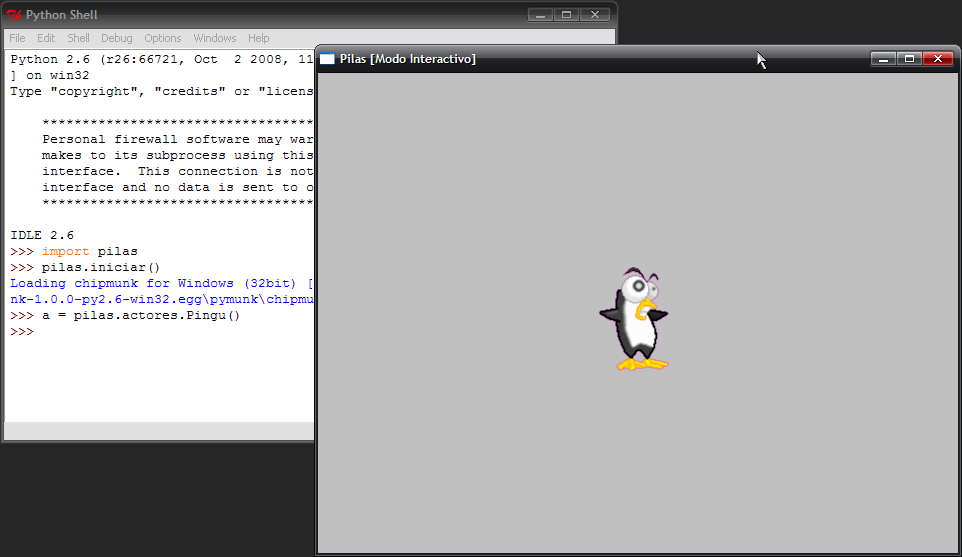 Python Shell
File Edit Shell Debug Options Windows Help
Python 2.6 (r26:66721, Oct  2 2008, 11
] on win32
Type "copyright", "credits" or "licens
***********************************
Personal firewall software may war
makes to its subprocess using this
interface.  This connection is not
interface and no data is sent to o
***********************************
IDLE 2.6
>>> import pilas
>>> pilas.iniciar()
Loading chipmunk for Windows (32bit) [
nk-1.0.0-py2.6-win32.egg\pymunk\chipmu
>>> a = pilas.actores.Pingu()
>>>
Pilas [Modo Interactivo]